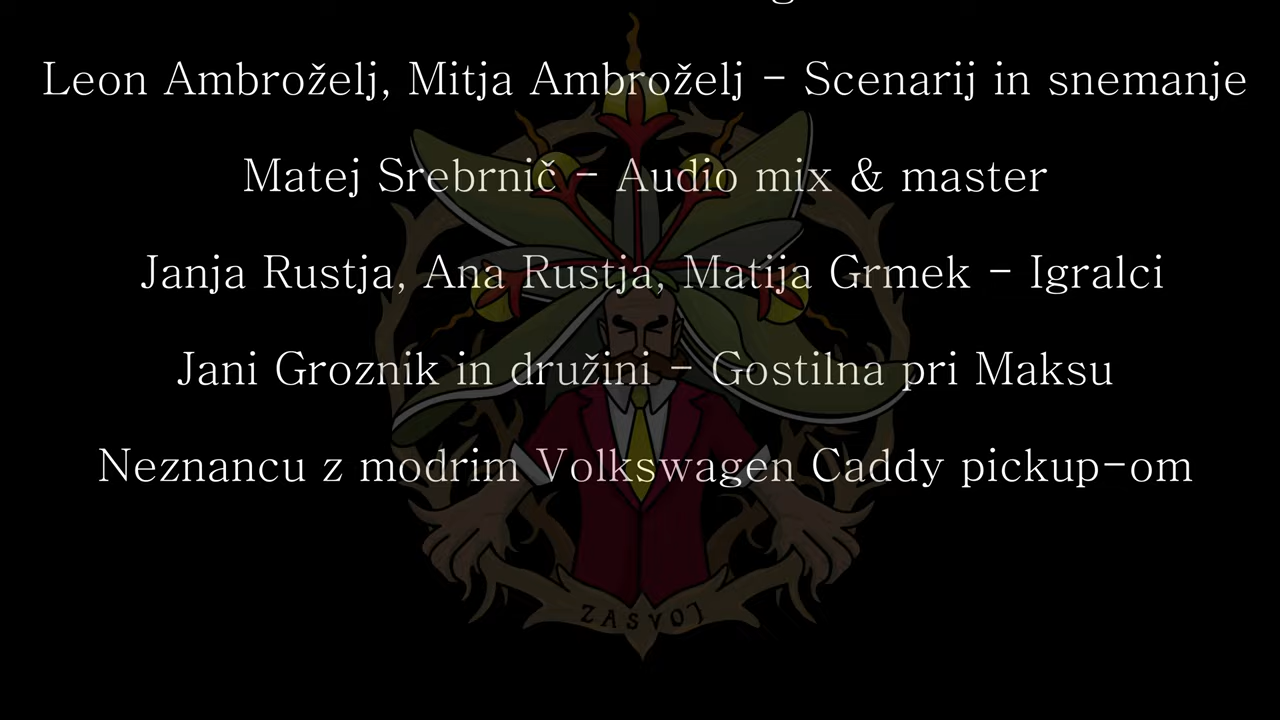 Leon Ambroželj, Mitja Ambroželj - Scenarij in snemanje
Matej Srebrnič - Audio mix & master
Janja Rustja, Ana Rustja, Matija Grmek - Igralci
Jani Groznik in družini - Gostilna pri Maksu
Neznancu z modrim Volkswagen Caddy pickup-om
ZASVOJ